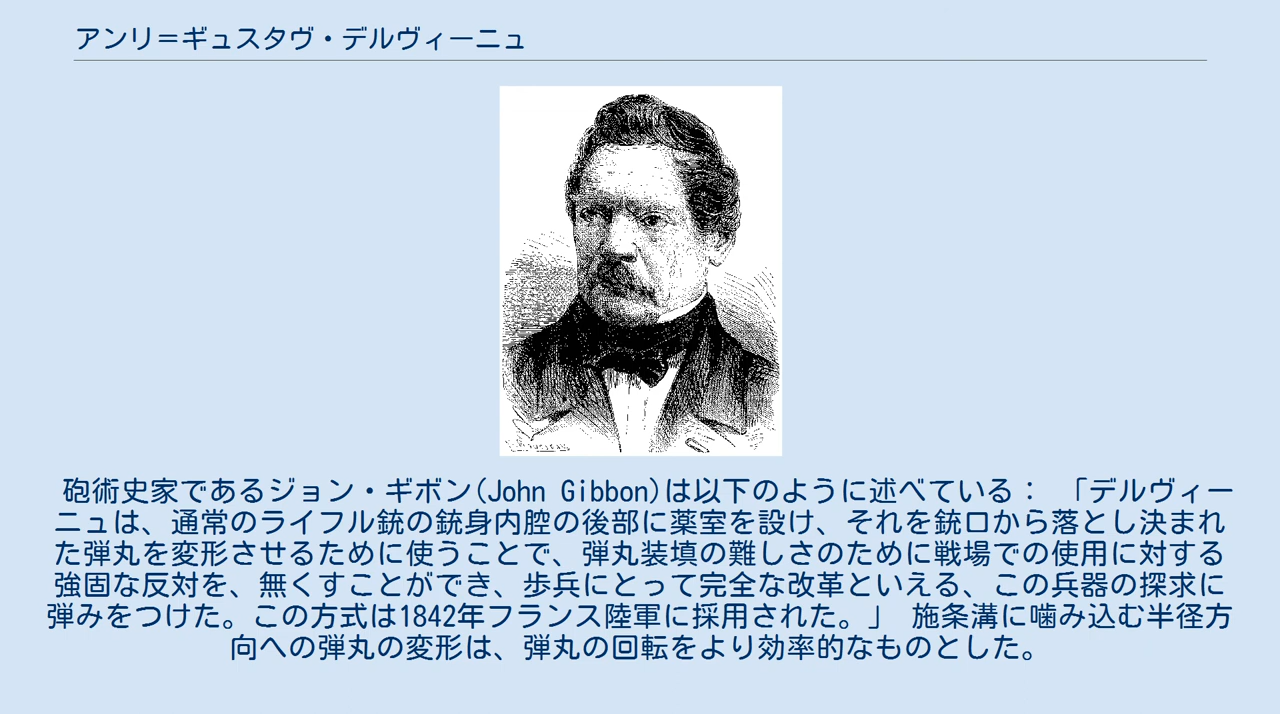 アンリ＝ギュスタヴ・デルヴィーニュ
砲術史家であるジョン・ギボン(John Gibbon)は以下のように述べている： 「デルヴィー
ニュは、通常のライフル銃の銃身内腔の後部に薬室を設け、それを銃口から落とし決まれ
た弾丸を変形させるために使うことで、弾丸装填の難しさのために戦場での使用に対する
強固な反対を、無くすことができ、歩兵にとって完全な改革といえる、この兵器の探求に
弾みをつけた。この方式は1842年フランス陸軍に採用された。」 施条溝に噛み込む半径方
向への弾丸の変形は、弾丸の回転をより効率的なものとした。